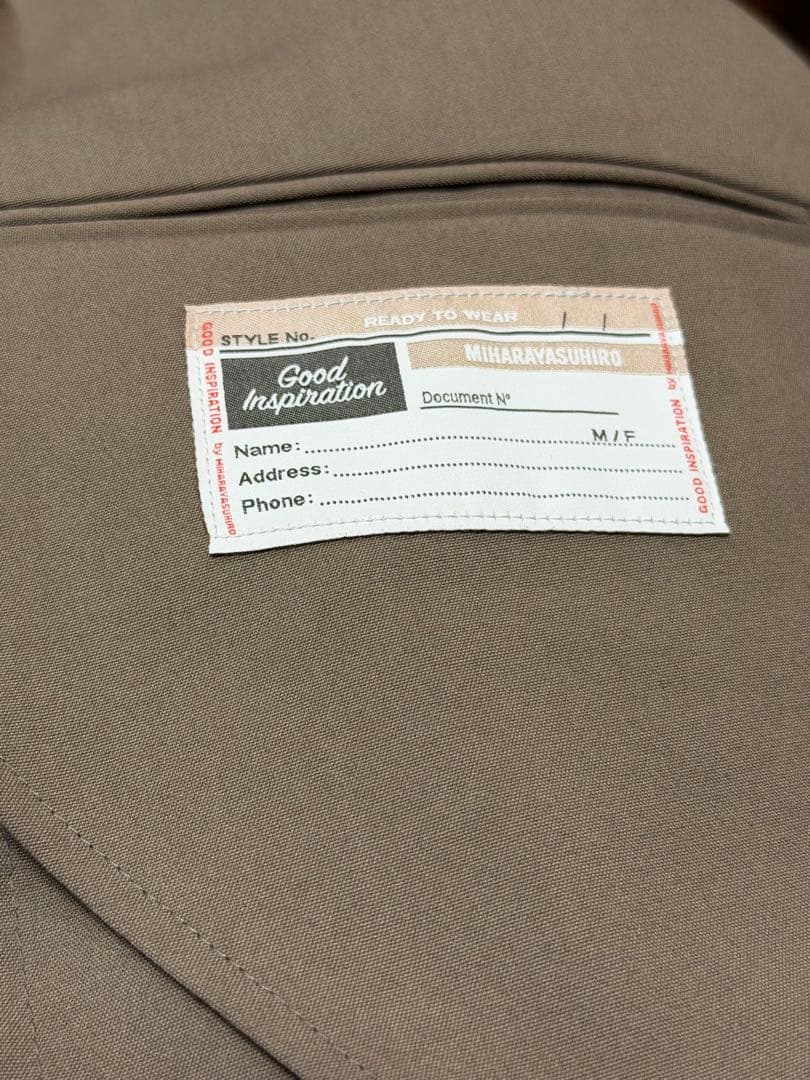 READY TO WEAR
STYLE No. / /
Good
Inspiration
MIHARAYASUHIRO
Document Nº
Name: M/F
Address:
Phone:
GOOD INSPIRATION by MIHARAYASUHIRO
GOOD INSPIRATION by MIHARAYASUHIRO